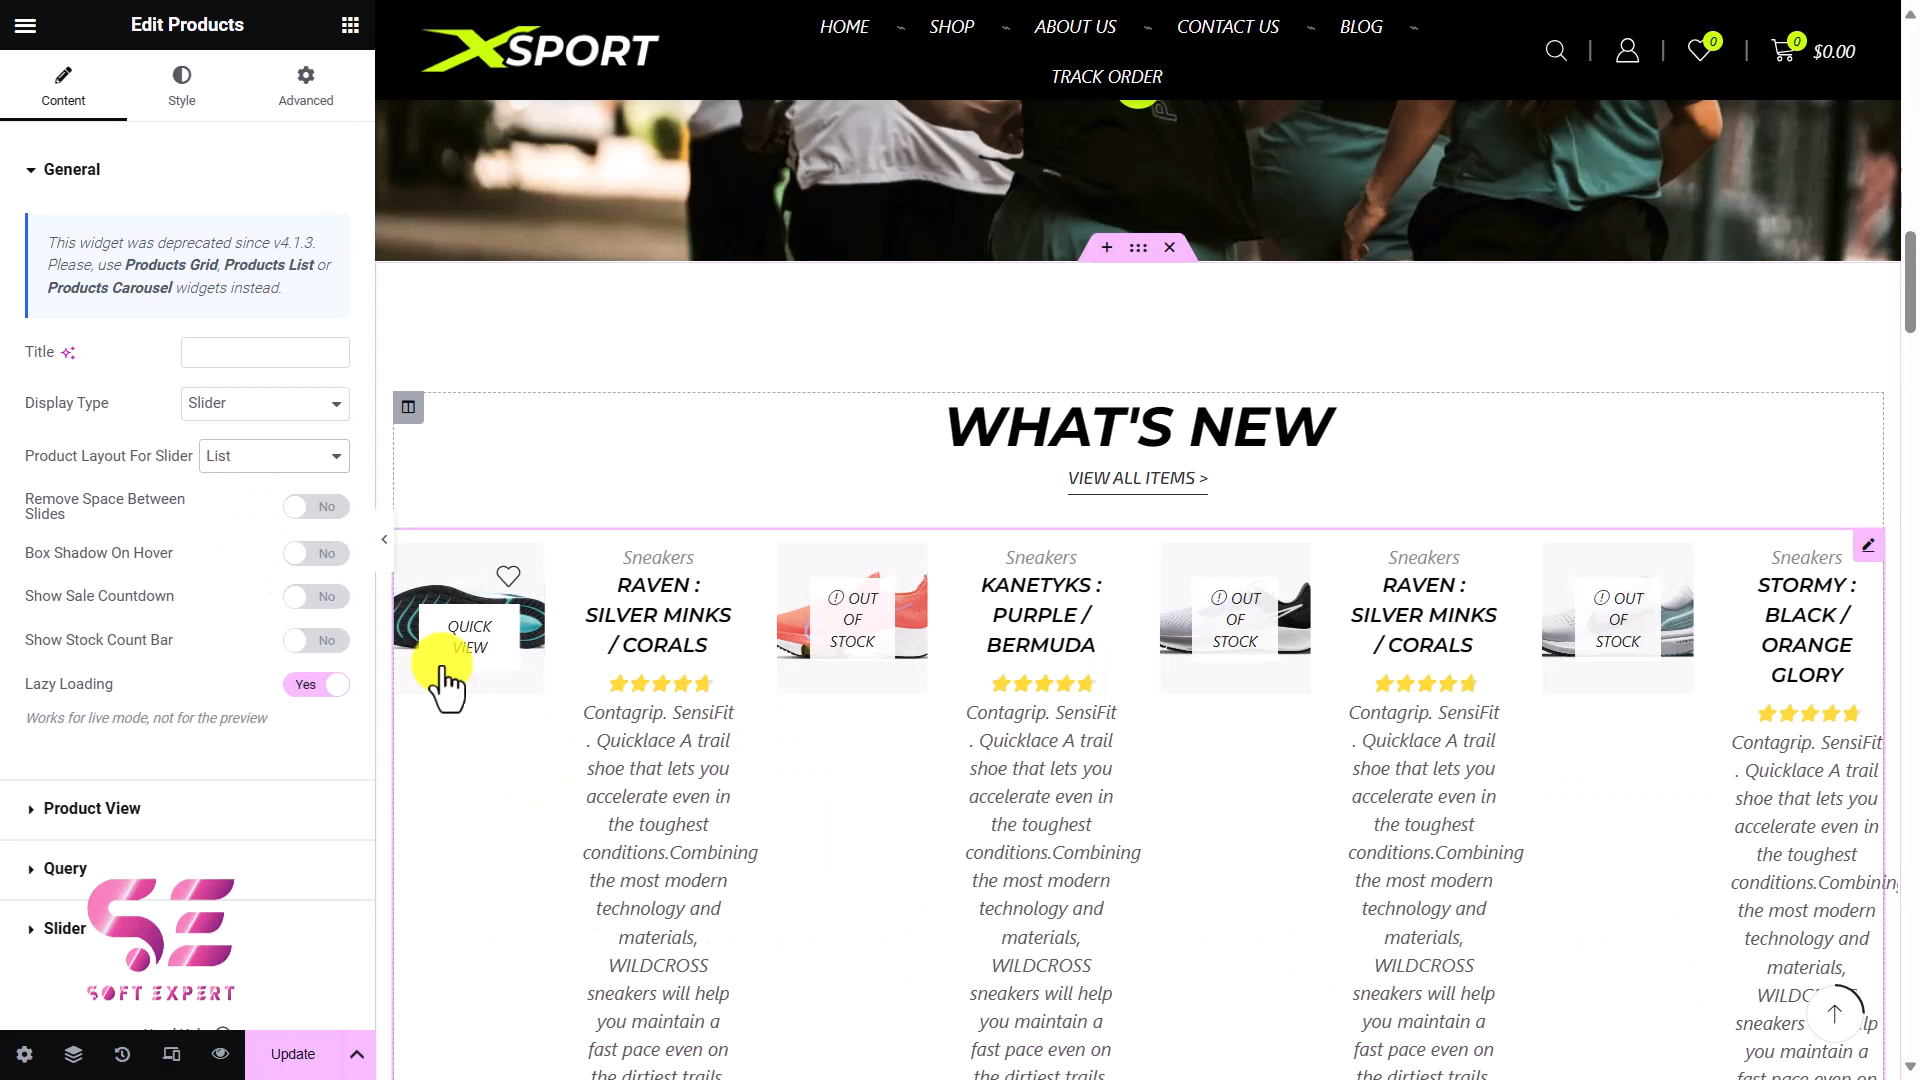 Edit Products
Content
Style
Advanced
General
This widget was deprecated since v4.1.3.
Please, use Products Grid, Products List or
Products Carousel widgets instead.
Title
Display Type
Slider
Product Layout For Slider
List
Remove Space Between
Slides
No
Box Shadow On Hover
No
Show Sale Countdown
No
Show Stock Count Bar
No
Lazy Loading
Yes
Works for live mode, not for the preview
Product View
Query
Slider
SE
SOFT EXPERT
Update
XSPORT
HOME
SHOP
ABOUT US
CONTACT US
BLOG
TRACK ORDER
0
0
$0.00
WHAT'S NEW
VIEW ALL ITEMS >
QUICK
VIEW
Sneakers
RAVEN :
SILVER MINKS
/ CORALS
Contagrip. SensiFit
. Quicklace A trail
shoe that lets you
accelerate even in
the toughest
conditions.Combining
the most modern
technology and
materials,
WILDCROSS
sneakers will help
you maintain a
fast pace even on
the dirtiest trails
OUT
OF
STOCK
Sneakers
KANETYKS :
PURPLE /
BERMUDA
Contagrip. SensiFit
. Quicklace A trail
shoe that lets you
accelerate even in
the toughest
conditions.Combining
the most modern
technology and
materials,
WILDCROSS
sneakers will help
you maintain a
fast pace even on
the dirtiest trails
OUT
OF
STOCK
Sneakers
RAVEN :
SILVER MINKS
/ CORALS
Contagrip. SensiFit
. Quicklace A trail
shoe that lets you
accelerate even in
the toughest
conditions.Combining
the most modern
technology and
materials,
WILDCROSS
sneakers will help
you maintain a
fast pace even on
the dirtiest trails
OUT
OF
STOCK
Sneakers
STORMY :
BLACK /
ORANGE
GLORY
Contagrip. SensiFit
. Quicklace A trail
shoe that lets you
accelerate even in
the toughest
conditions.Combining
the most modern
technology and
materials,
sneakers
you maintain a
fast pace even on